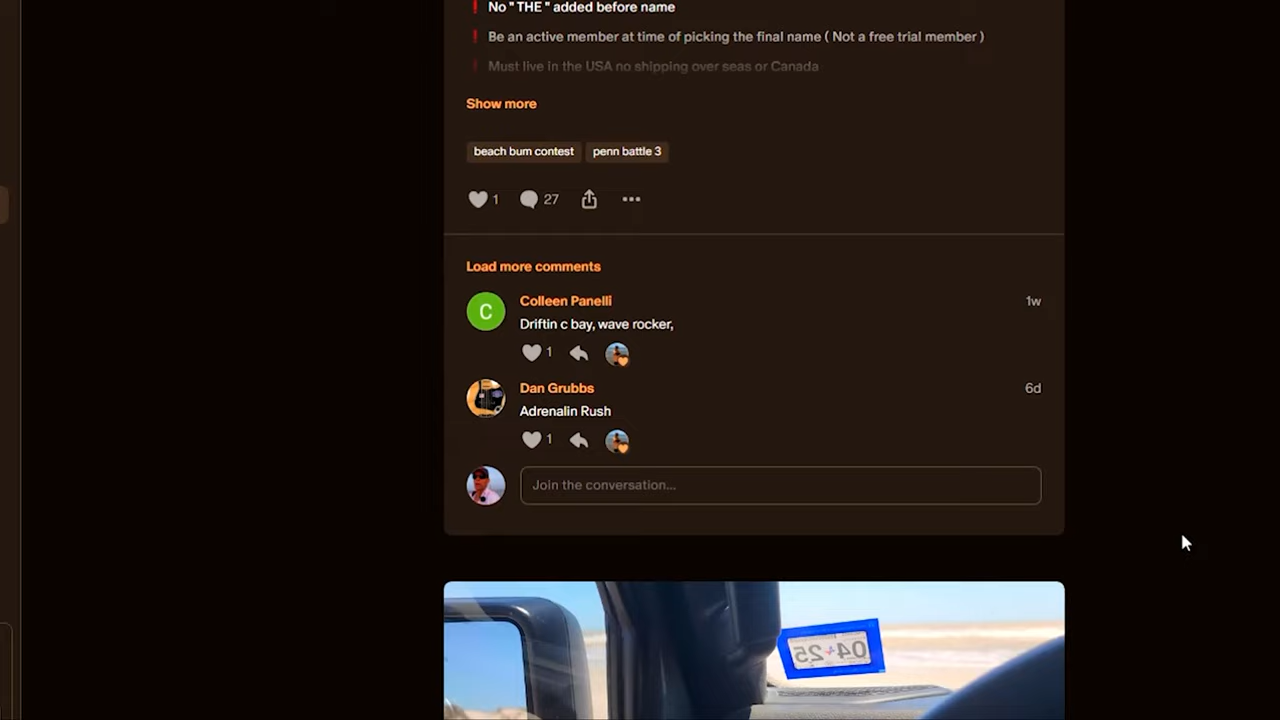 ❗ No " THE " added before name
❗ Be an active member at time of picking the final name ( Not a free trial member )
❗ Must live in the USA no shipping over seas or Canada
Show more
beach bum contest penn battle 3
1 27
Load more comments
C
Colleen Panelli 1w
Driftin c bay, wave rocker,
1
Dan Grubbs 6d
Adrenalin Rush
1
Join the conversation...
04 25